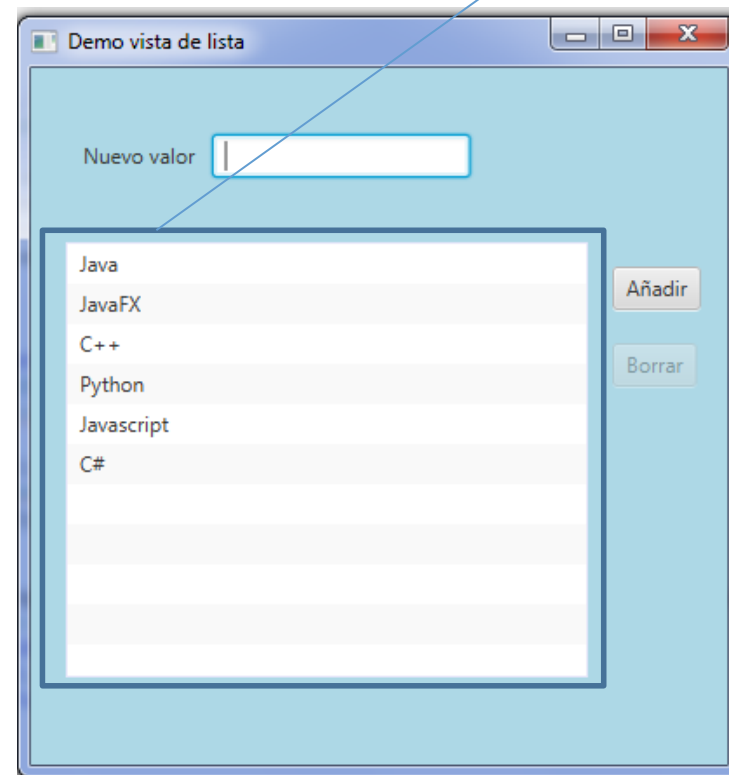 Demo vista de lista
Nuevo valor
Java
JavaFX
C++
Python
Javascript
C#
Añadir
Borrar